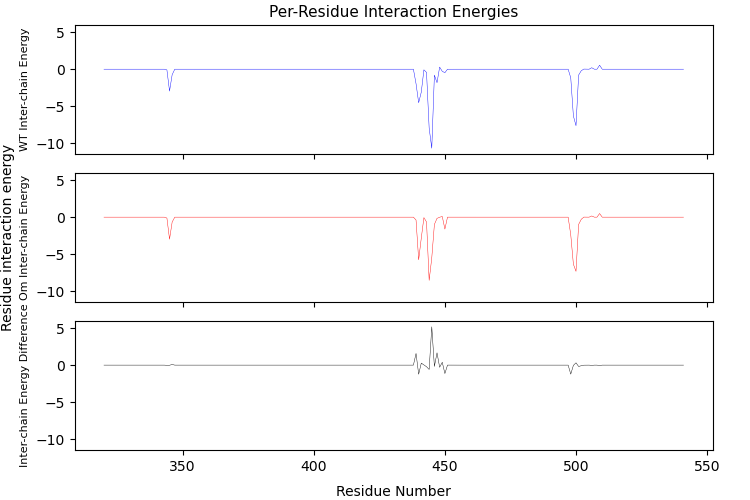 Per-Residue Interaction Energies
Residue interaction energy
WT Inter-chain Energy
5
0
−5
−10
Om Inter-chain Energy
5
0
−5
−10
Inter-chain Energy Difference
5
0
−5
−10
350
400
450
500
550
Residue Number